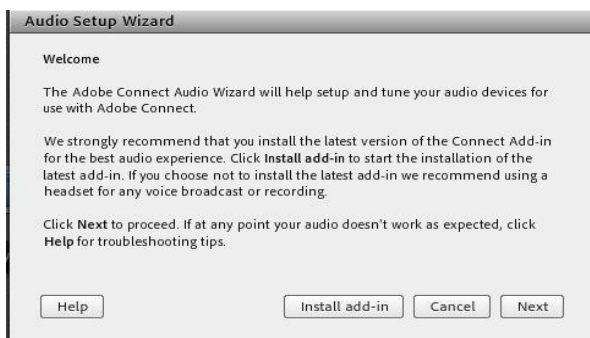 Audio Setup Wizard
Welcome
The Adobe Connect Audio Wizard will help setup and tune your audio devices for
use with Adobe Connect.
We strongly recommend that you install the latest version of the Connect Add-in
for the best audio experience. Click Install add-in to start the installation of the
latest add-in. If you choose not to install the latest add-in we recommend using a
headset for any voice broadcast or recording.
Click Next to proceed. If at any point your audio doesn't work as expected, click
Help for troubleshooting tips.
Help Install add-in Cancel Next